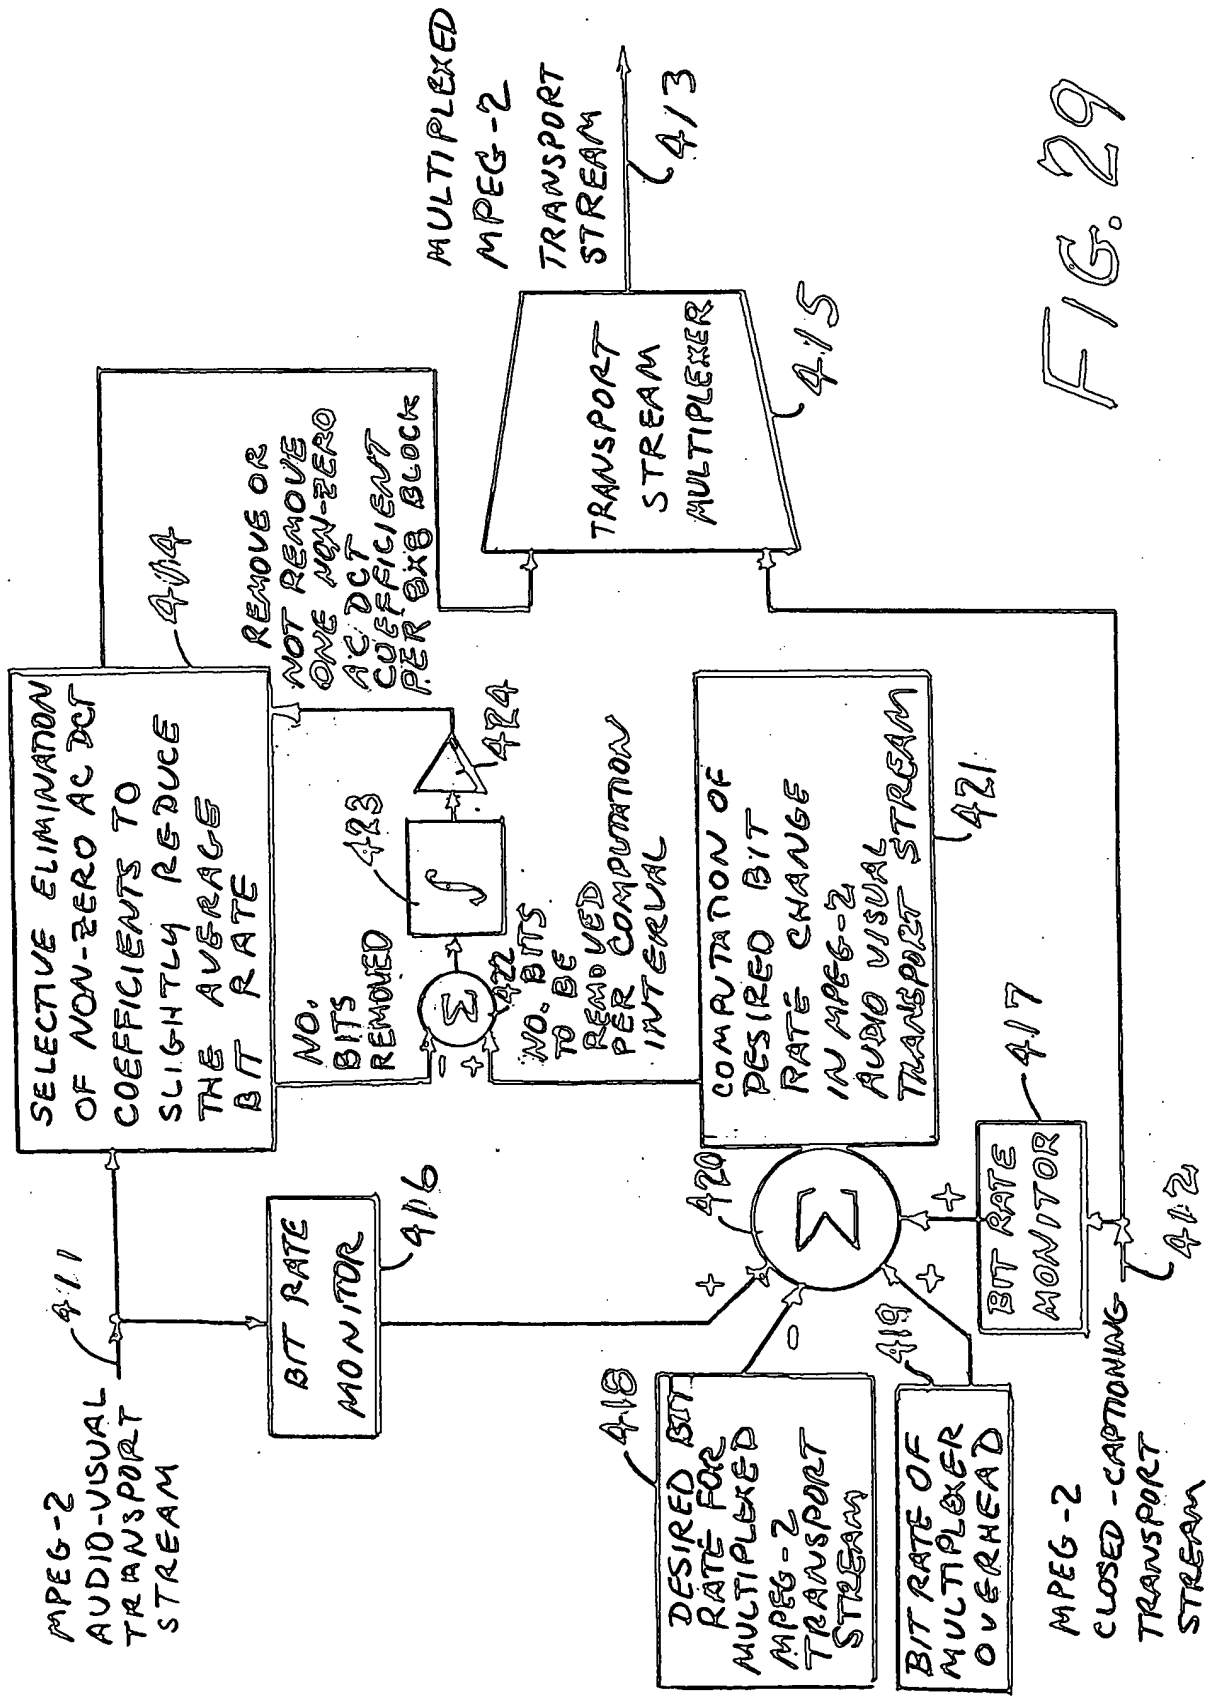 MPEG-2
AUDIO-VISUAL
TRANSPORT
STREAM
411
SELECTIVE ELIMINATION
OF NON-ZERO AC DCT
COEFFICIENTS TO
SLIGHTLY REDUCE
THE AVERAGE
BIT RATE
414
BIT RATE
MONITOR
416
NO.
BITS
REMOVED
-
+
Σ
422
∫
423
424
REMOVE OR
NOT REMOVE
ONE NON-ZERO
AC DCT
COEFFICIENT
PER 8×8 BLOCK
NO. BITS
TO BE
REMOVED
PER COMPUTATION
INTERVAL
MULTIPLEXED
MPEG-2
TRANSPORT
STREAM
413
TRANSPORT
STREAM
MULTIPLEXER
415
DESIRED BIT
RATE FOR
MULTIPLEXED
MPEG-2
TRANSPORT
STREAM
418
+
-
+
+
Σ
420
COMPUTATION OF
DESIRED BIT
RATE CHANGE
IN MPEG-2
AUDIO VISUAL
TRANSPORT STREAM
421
BIT RATE OF
MULTIPLEXER
OVERHEAD
419
BIT RATE
MONITOR
417
MPEG-2
CLOSED-CAPTIONING
TRANSPORT
STREAM
412
FIG. 29